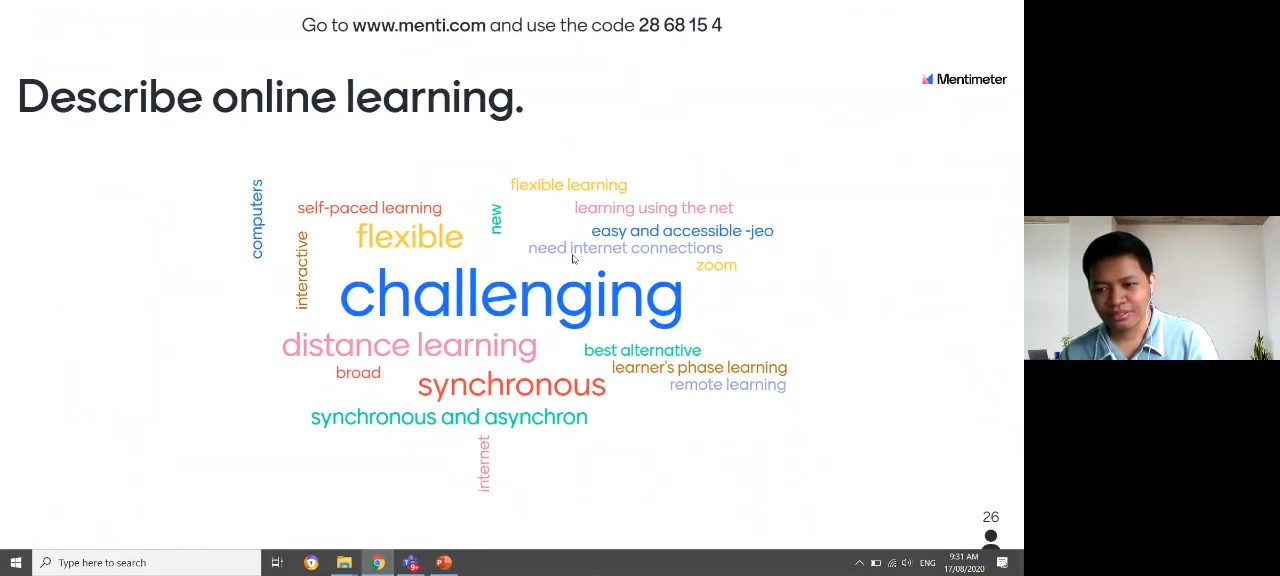 Go to www.menti.com and use the code 28 68 15 4
Mentimeter
Describe online learning.
computers
self-paced learning
flexible learning
new
learning using the net
interactive
flexible
easy and accessible -jeo
need internet connections
zoom
challenging
distance learning
best alternative
broad
learner's phase learning
synchronous
remote learning
synchronous and asynchron
internet
26
Type here to search
9+
ENG
9:31 AM
17/08/2020